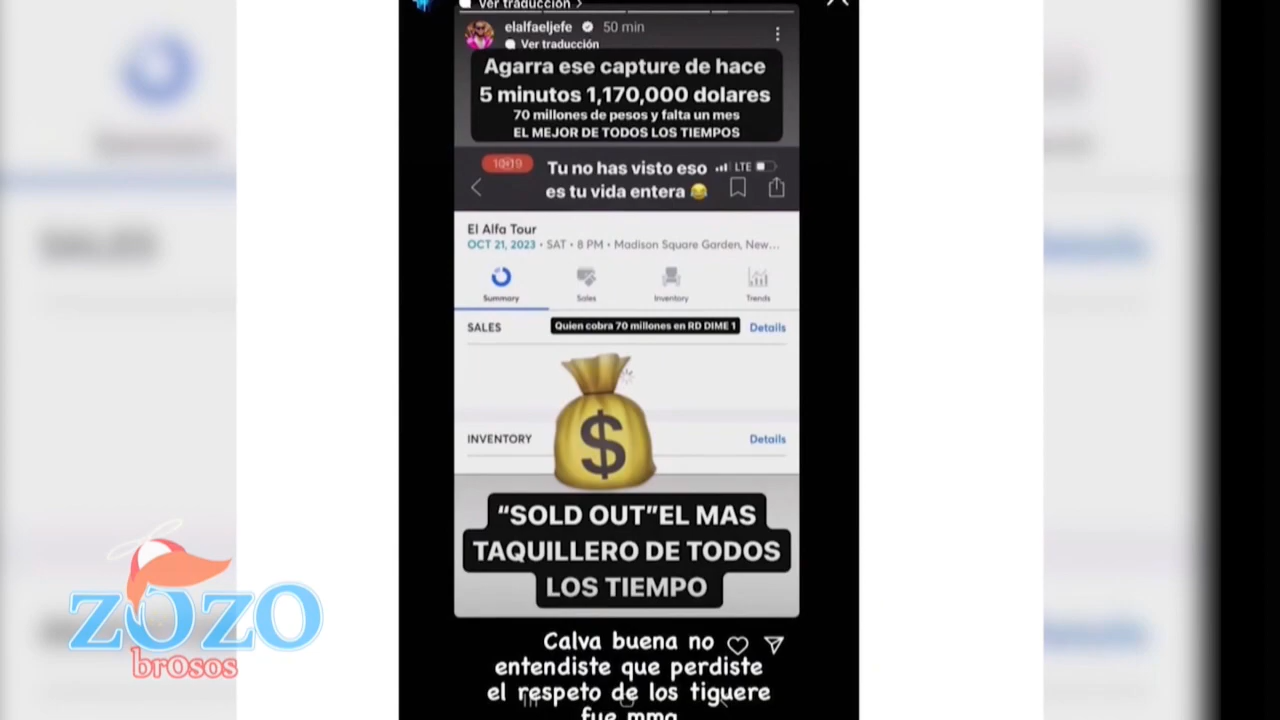 Ver traducción >
elalfaeljefe 50 min
Ver traducción
Agarra ese capture de hace
5 minutos 1,170,000 dolares
70 millones de pesos y falta un mes
EL MEJOR DE TODOS LOS TIEMPOS
Tu no has visto eso
es tu vida entera 😂
LTE
El Alfa Tour
OCT 21, 2023 • SAT • 8 PM • Madison Square Garden, New...
Summary
Sales
Inventory
Trends
SALES
Quien cobra 70 millones en RD DIME 1
Details
$
INVENTORY
Details
“SOLD OUT”EL MAS
TAQUILLERO DE TODOS
LOS TIEMPO
Calva buena no
entendiste que perdiste
el respeto de los tiguere
fue mmg
zozo
brosos